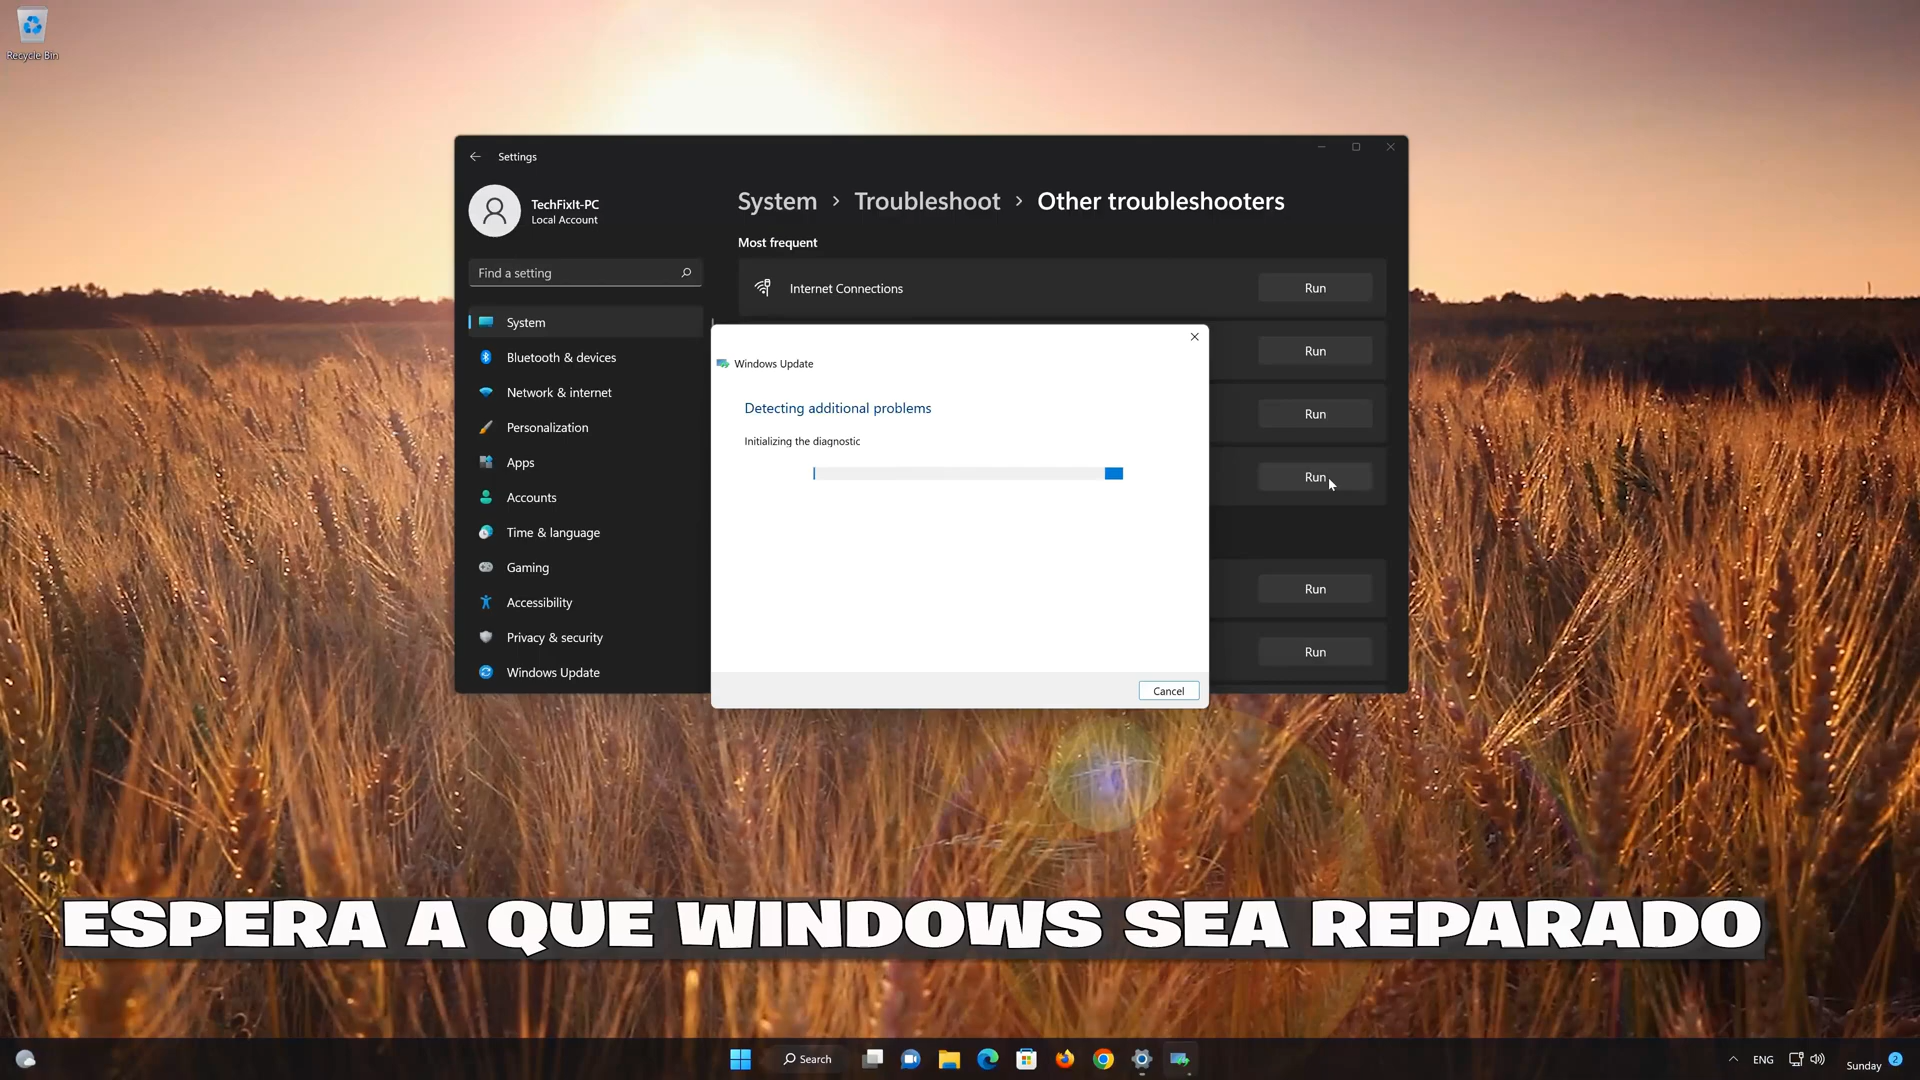 Recycle Bin
Settings
TechFixIt-PC
Local Account
Find a setting
System
Bluetooth & devices
Network & internet
Personalization
Apps
Accounts
Time & language
Gaming
Accessibility
Privacy & security
Windows Update
System > Troubleshoot > Other troubleshooters
Most frequent
Internet Connections
Run
Run
Run
Run
Run
Run
Windows Update
Detecting additional problems
Initializing the diagnostic
Cancel
ESPERA A QUE WINDOWS SEA REPARADO
Search
ENG
Sunday
2